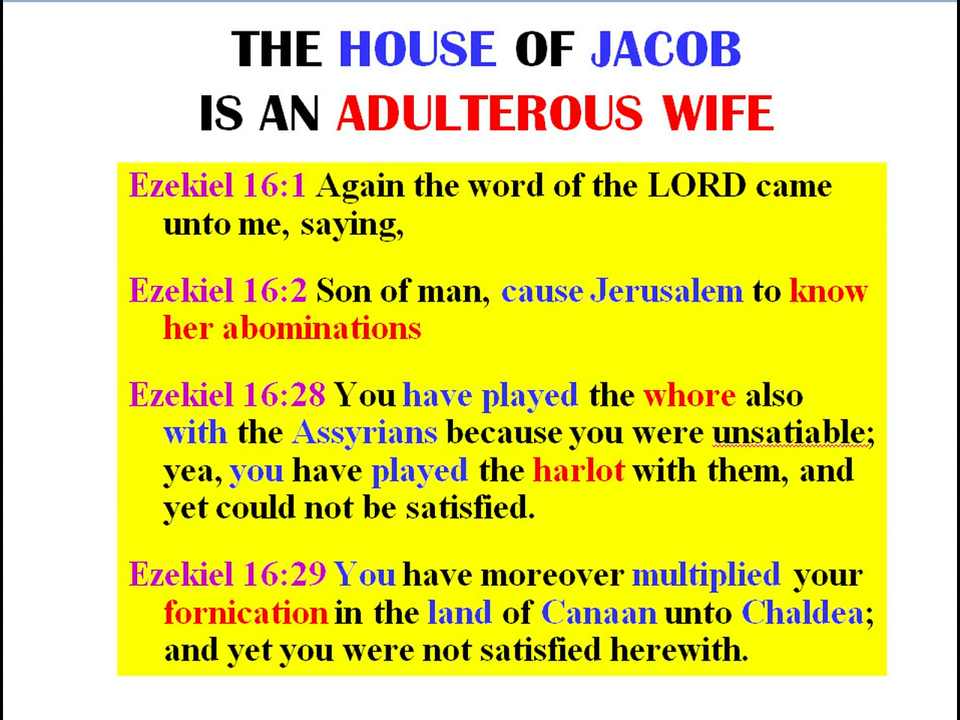 THE HOUSE OF JACOB
IS AN ADULTEROUS WIFE
Ezekiel 16:1 Again the word of the LORD came
unto me, saying,
Ezekiel 16:2 Son of man, cause Jerusalem to know
her abominations
Ezekiel 16:28 You have played the whore also
with the Assyrians because you were unsatiable;
yea, you have played the harlot with them, and
yet could not be satisfied.
Ezekiel 16:29 You have moreover multiplied your
fornication in the land of Canaan unto Chaldea;
and yet you were not satisfied herewith.